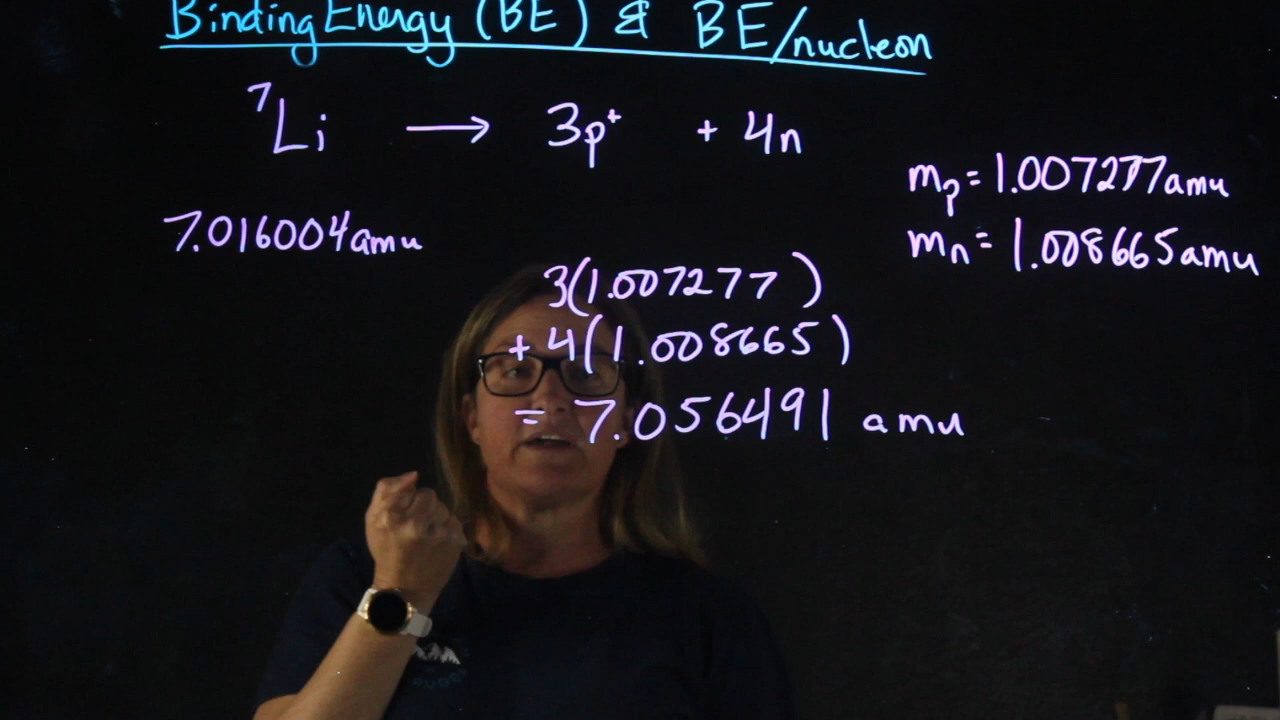 Binding Energy (BE) & BE/nucleon
⁷Li → 3p⁺ + 4n
mₚ = 1.007277amu
7.016004amu
mₙ = 1.008665amu
3(1.007277)
+ 4(1.008665)
= 7.056491 amu